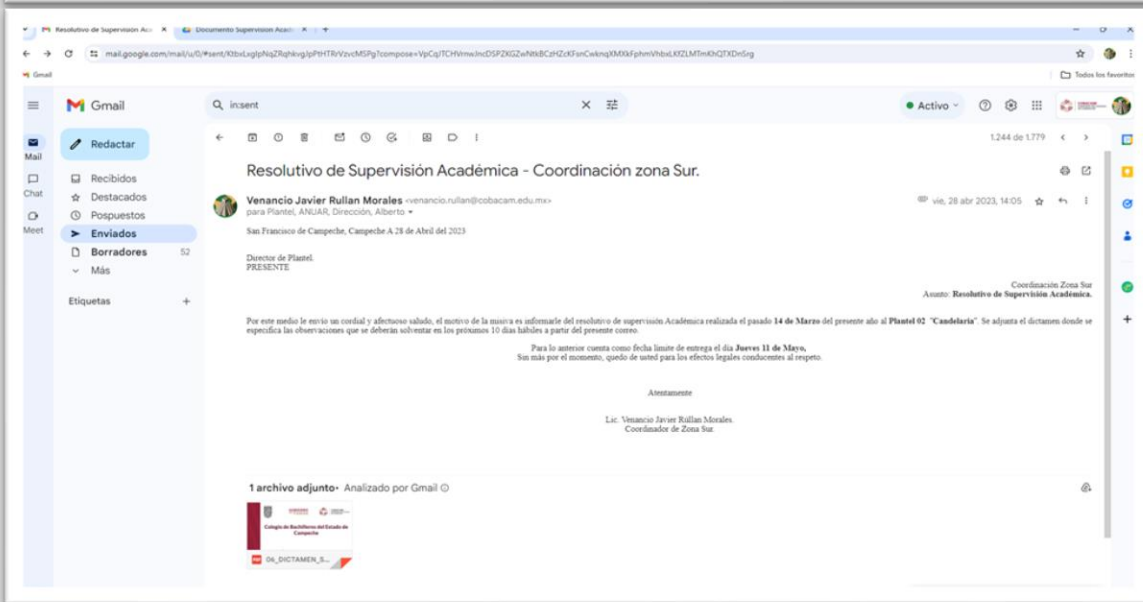 Resolutivo de Supervisión Aca
Documento Supervision Acade
mail.google.com/mail/u/0/
Gmail
Todos los favoritos
Gmail
in:sent
Activo
Mail
Chat
Meet
Redactar
Recibidos
Destacados
Pospuestos
Enviados
Borradores 52
Más
Etiquetas +
1,244 de 1,779
Resolutivo de Supervisión Académica - Coordinación zona Sur.
Venancio Javier Rullan Morales <venancio.rullan@cobacam.edu.mx>
vie, 28 abr 2023, 14:05
para Plantel, ANUAR, Dirección, Alberto
San Francisco de Campeche, Campeche A 28 de Abril del 2023
Director de Plantel.
PRESENTE
Coordinación Zona Sur
Asunto: Resolutivo de Supervisión Académica.
Por este medio le envío un cordial y afectuoso saludo, el motivo de la misiva es informarle del resolutivo de supervisión Académica realizada el pasado 14 de Marzo del presente año al Plantel 02 "Candelaria". Se adjunta el dictamen donde se
especifica las observaciones que se deberán solventar en los próximos 10 días hábiles a partir del presente correo.
Para lo anterior cuenta como fecha límite de entrega el día Jueves 11 de Mayo,
Sin más por el momento, quedo de usted para los efectos legales conducentes al respeto.
Atentamente
Lic. Venancio Javier Rúllan Morales.
Coordinador de Zona Sur.
1 archivo adjunto• Analizado por Gmail
Colegio de Bachilleres del Estado de
Campeche
PDF 06_DICTAMEN_S...